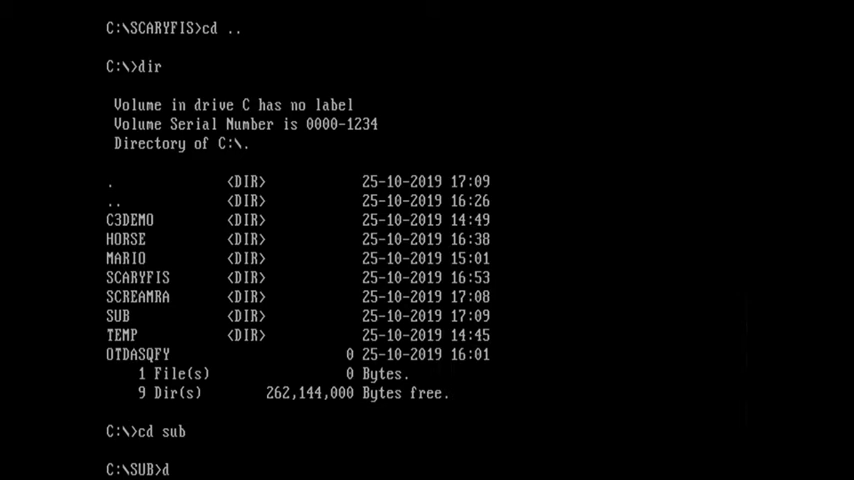 C:\SCARYFIS>cd ..
C:\>dir
Volume in drive C has no label
Volume Serial Number is 0000-1234
Directory of C:\.
. <DIR> 25-10-2019 17:09
.. <DIR> 25-10-2019 16:26
C3DEMO <DIR> 25-10-2019 14:49
HORSE <DIR> 25-10-2019 16:38
MARIO <DIR> 25-10-2019 15:01
SCARYFIS <DIR> 25-10-2019 16:53
SCREAMRA <DIR> 25-10-2019 17:08
SUB <DIR> 25-10-2019 17:09
TEMP <DIR> 25-10-2019 14:45
OTDASQFY 0 25-10-2019 16:01
1 File(s) 0 Bytes.
9 Dir(s) 262,144,000 Bytes free.
C:\>cd sub
C:\SUB>d